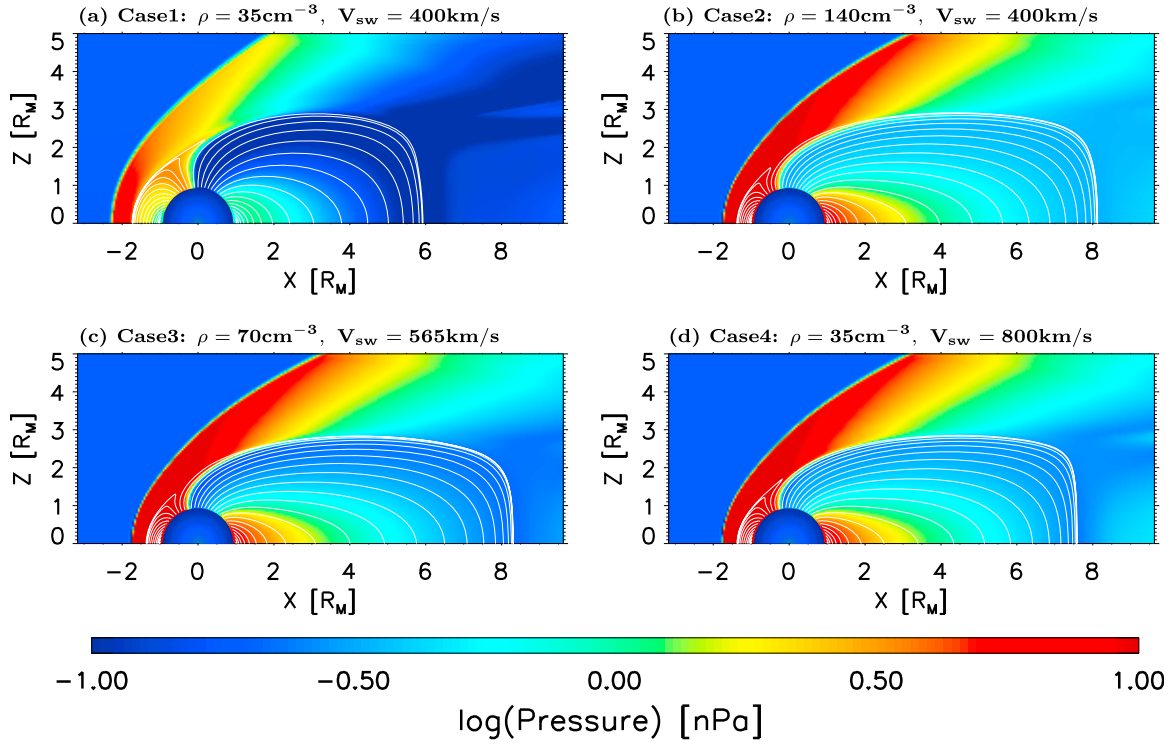 (a) Case1: ρ = 35cm⁻³, V_sw = 400km/s
(b) Case2: ρ = 140cm⁻³, V_sw = 400km/s
5
4
3
2
1
0
Z [R_M]
−2 0 2 4 6 8
X [R_M]
5
4
3
2
1
0
Z [R_M]
−2 0 2 4 6 8
X [R_M]
(c) Case3: ρ = 70cm⁻³, V_sw = 565km/s
(d) Case4: ρ = 35cm⁻³, V_sw = 800km/s
5
4
3
2
1
0
Z [R_M]
−2 0 2 4 6 8
X [R_M]
5
4
3
2
1
0
Z [R_M]
−2 0 2 4 6 8
X [R_M]
−1.00 −0.50 0.00 0.50 1.00
log(Pressure) [nPa]